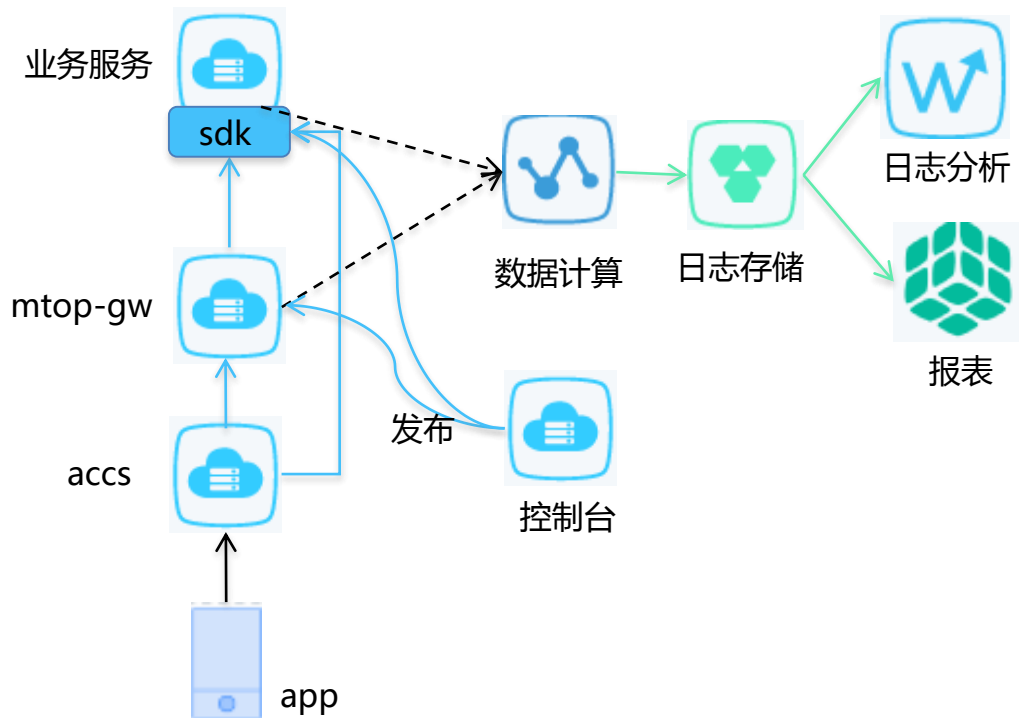 业务服务
sdk
日志分析
数据计算
日志存储
mtop-gw
报表
发布
accs
控制台
app